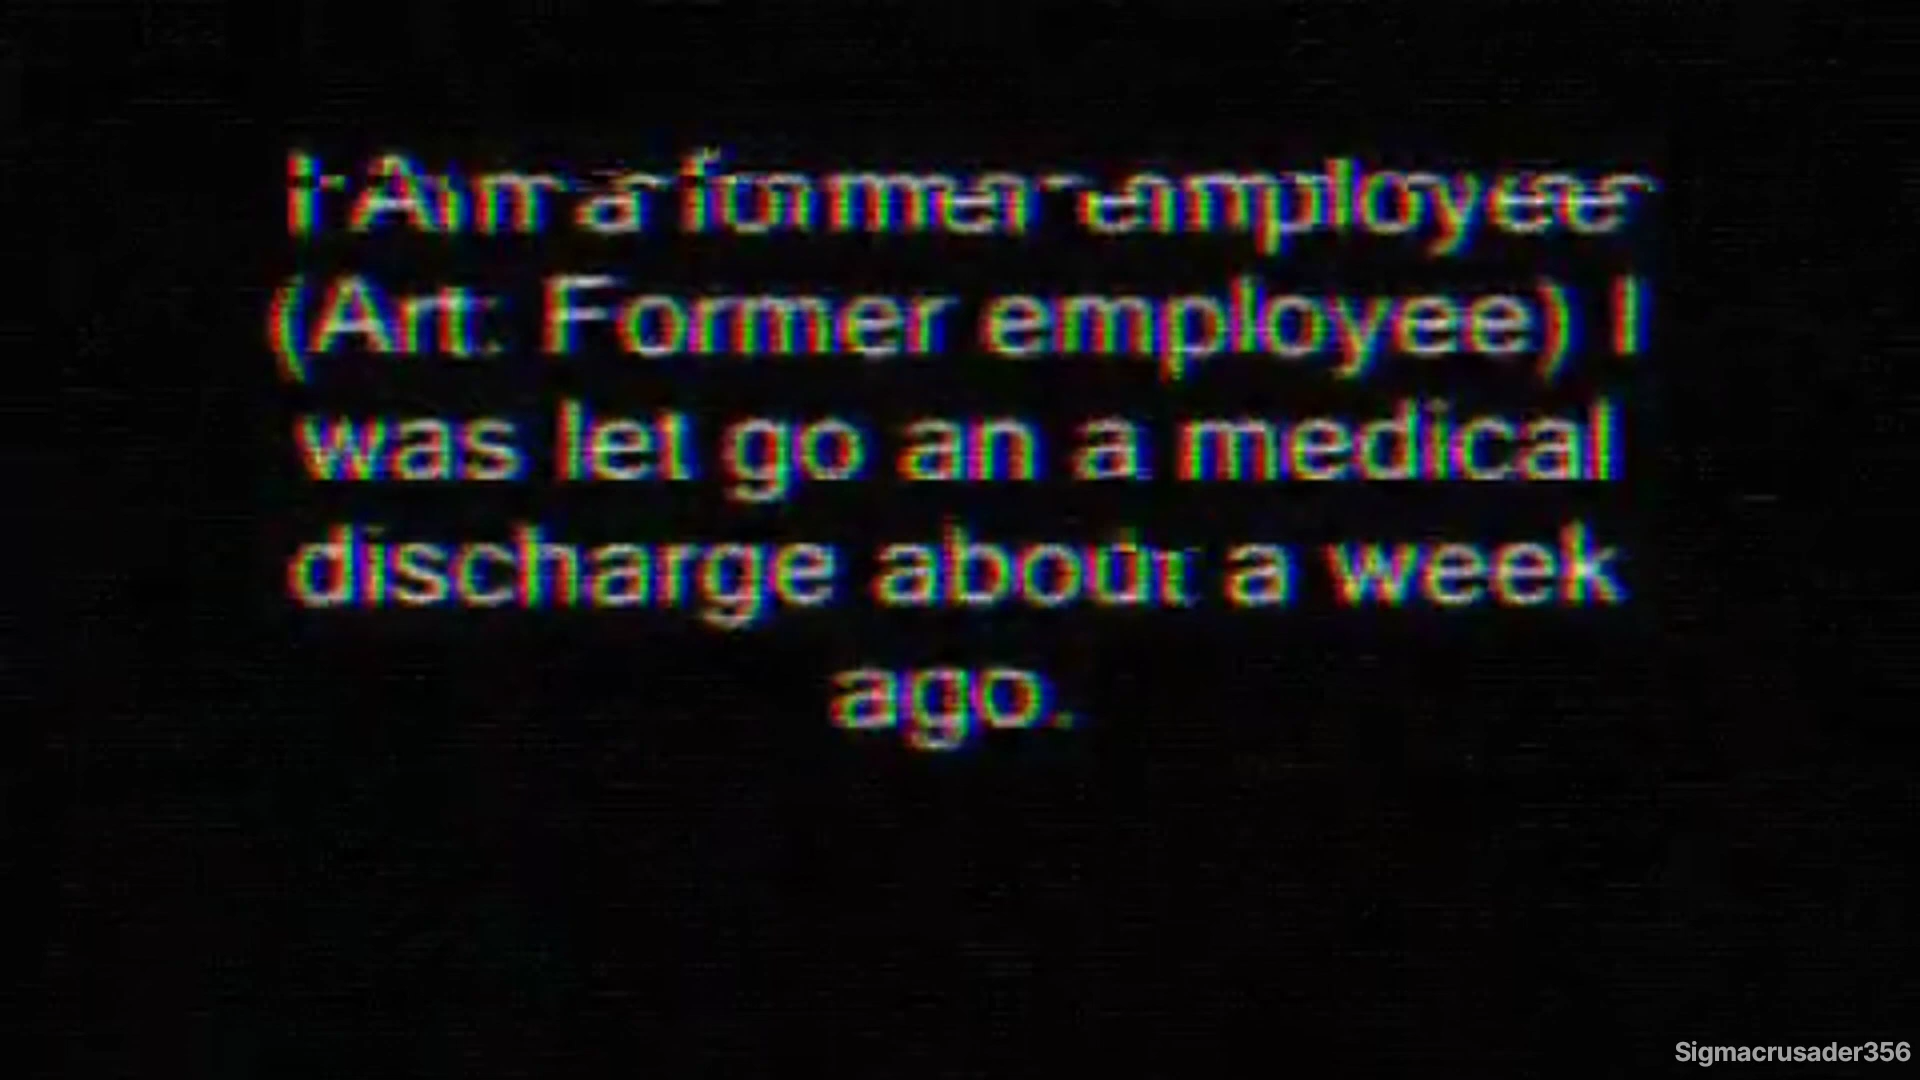 I Am a former employee
(Art: Former employee) I
was let go an a medical
discharge about a week
ago.
Sigmacrusader356